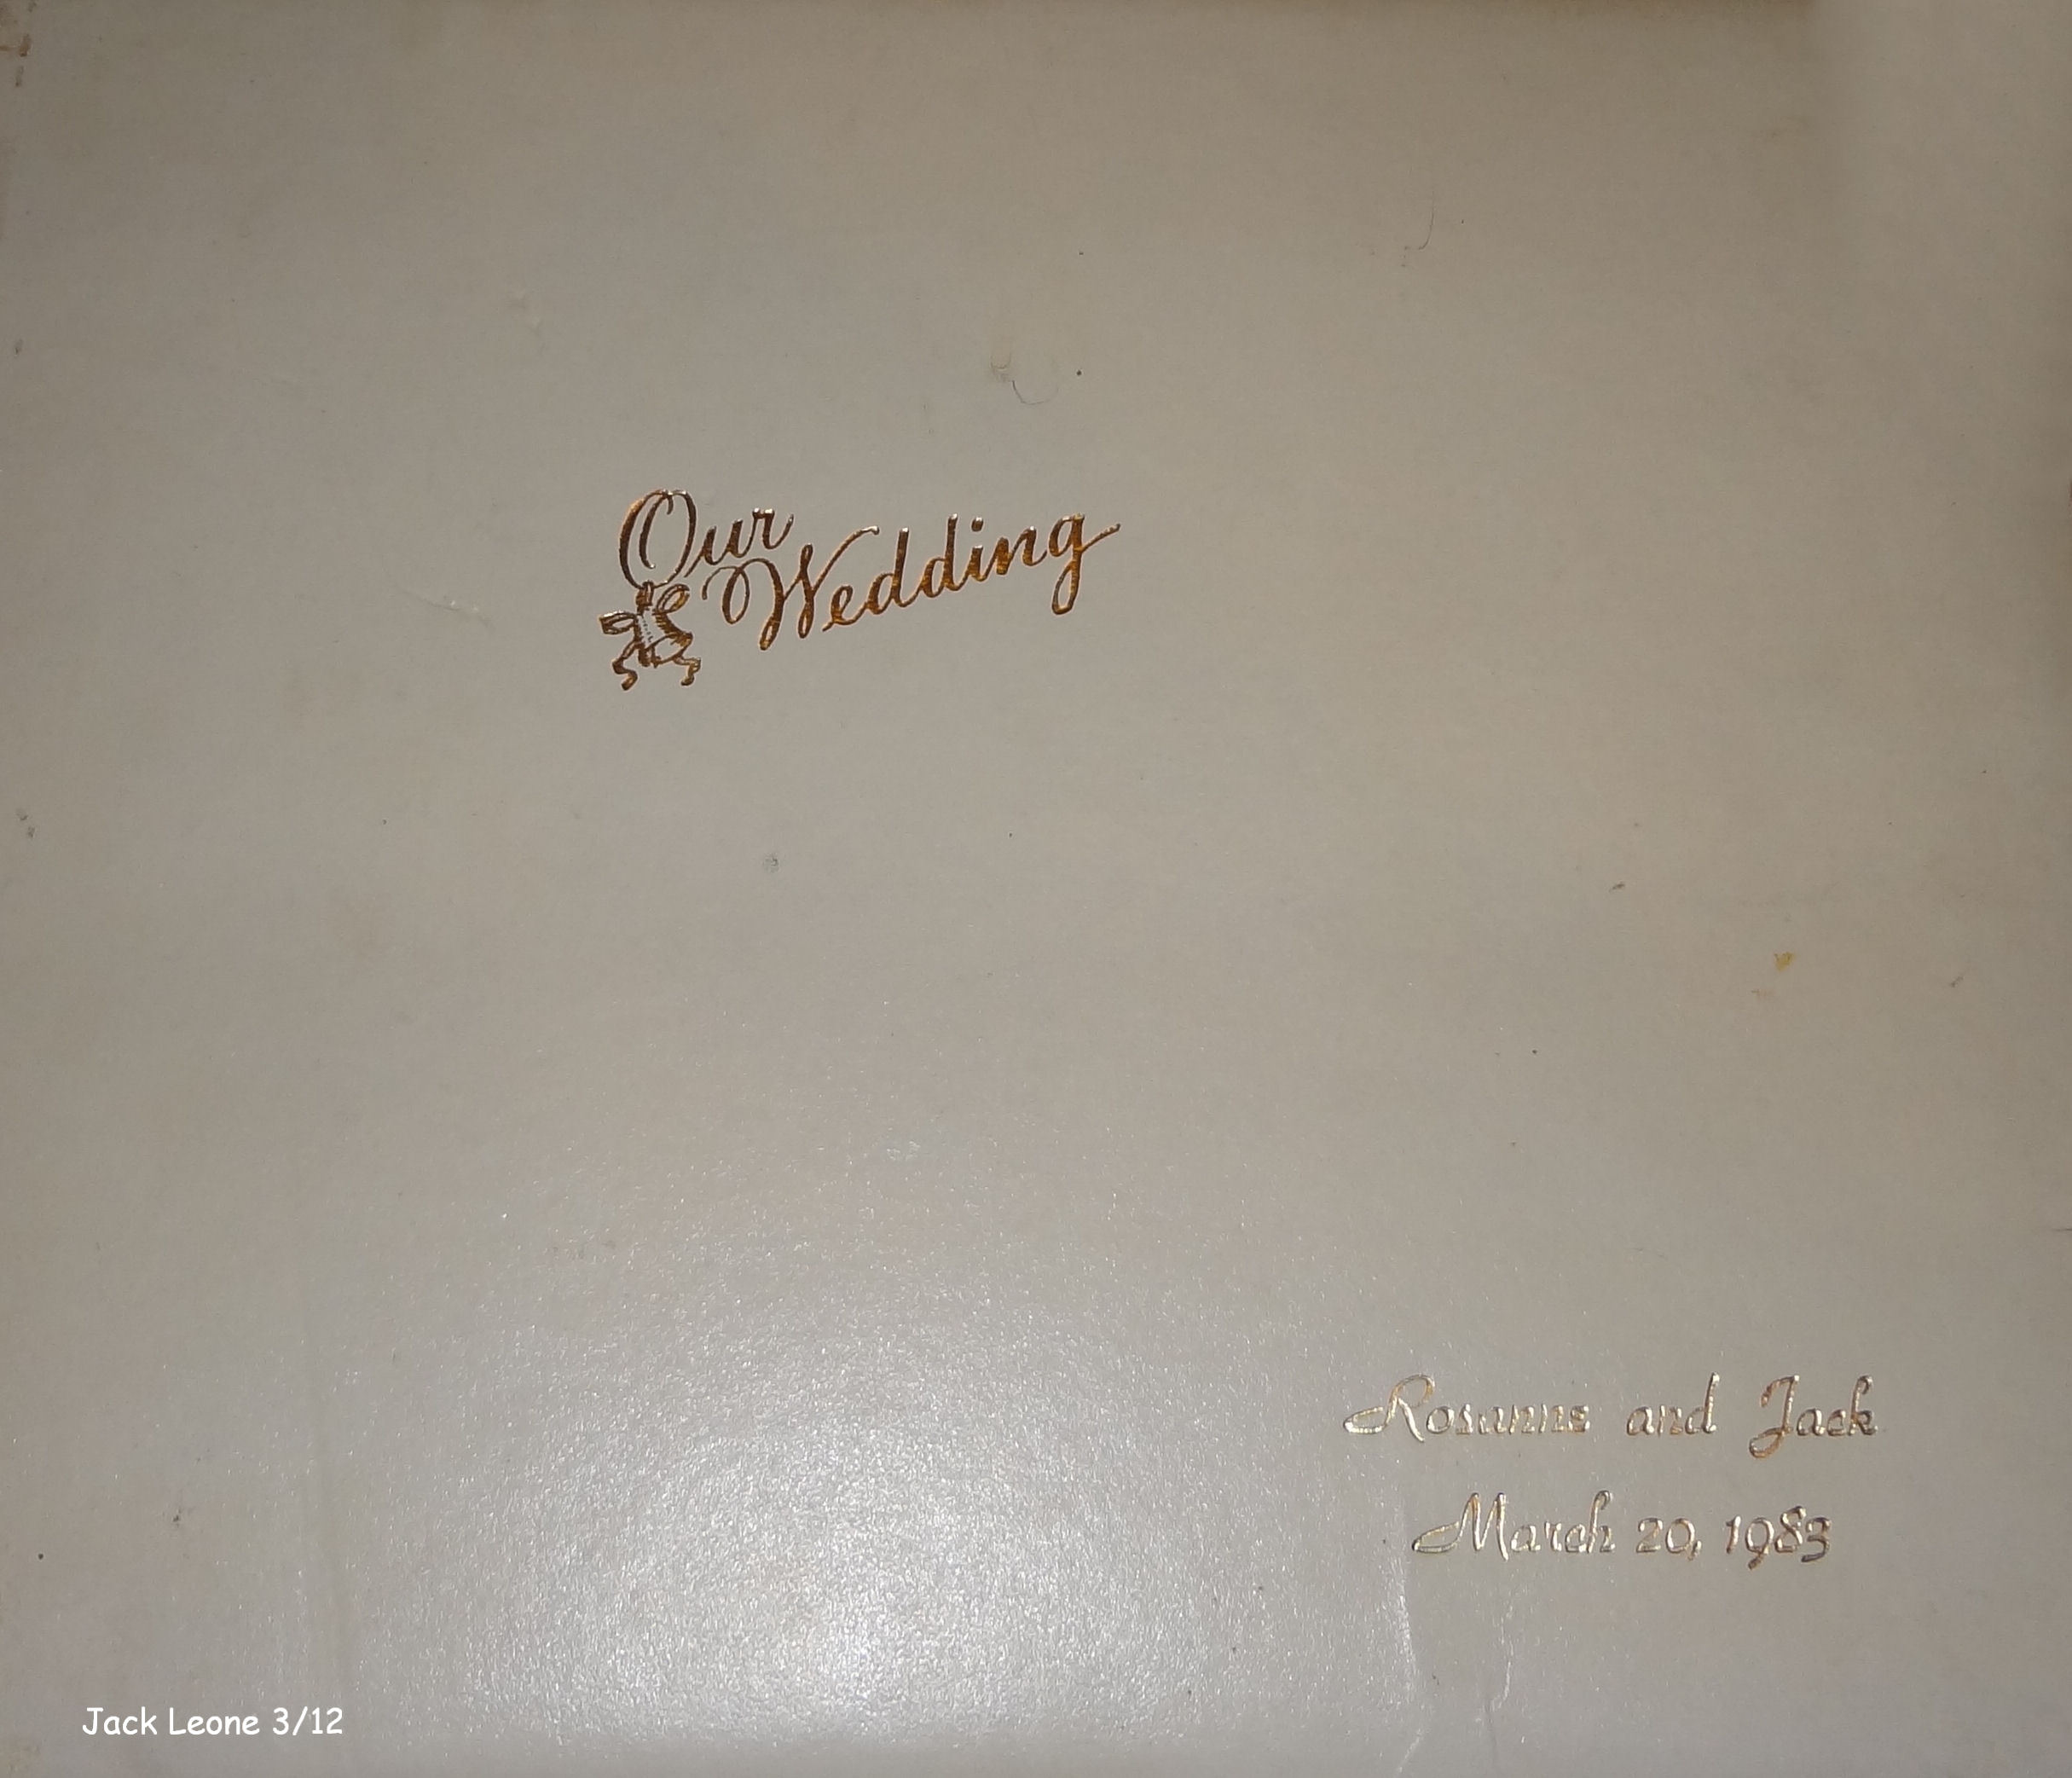 Our
Wedding
Rosanne and Jack
March 20, 1983
Jack Leone 3/12